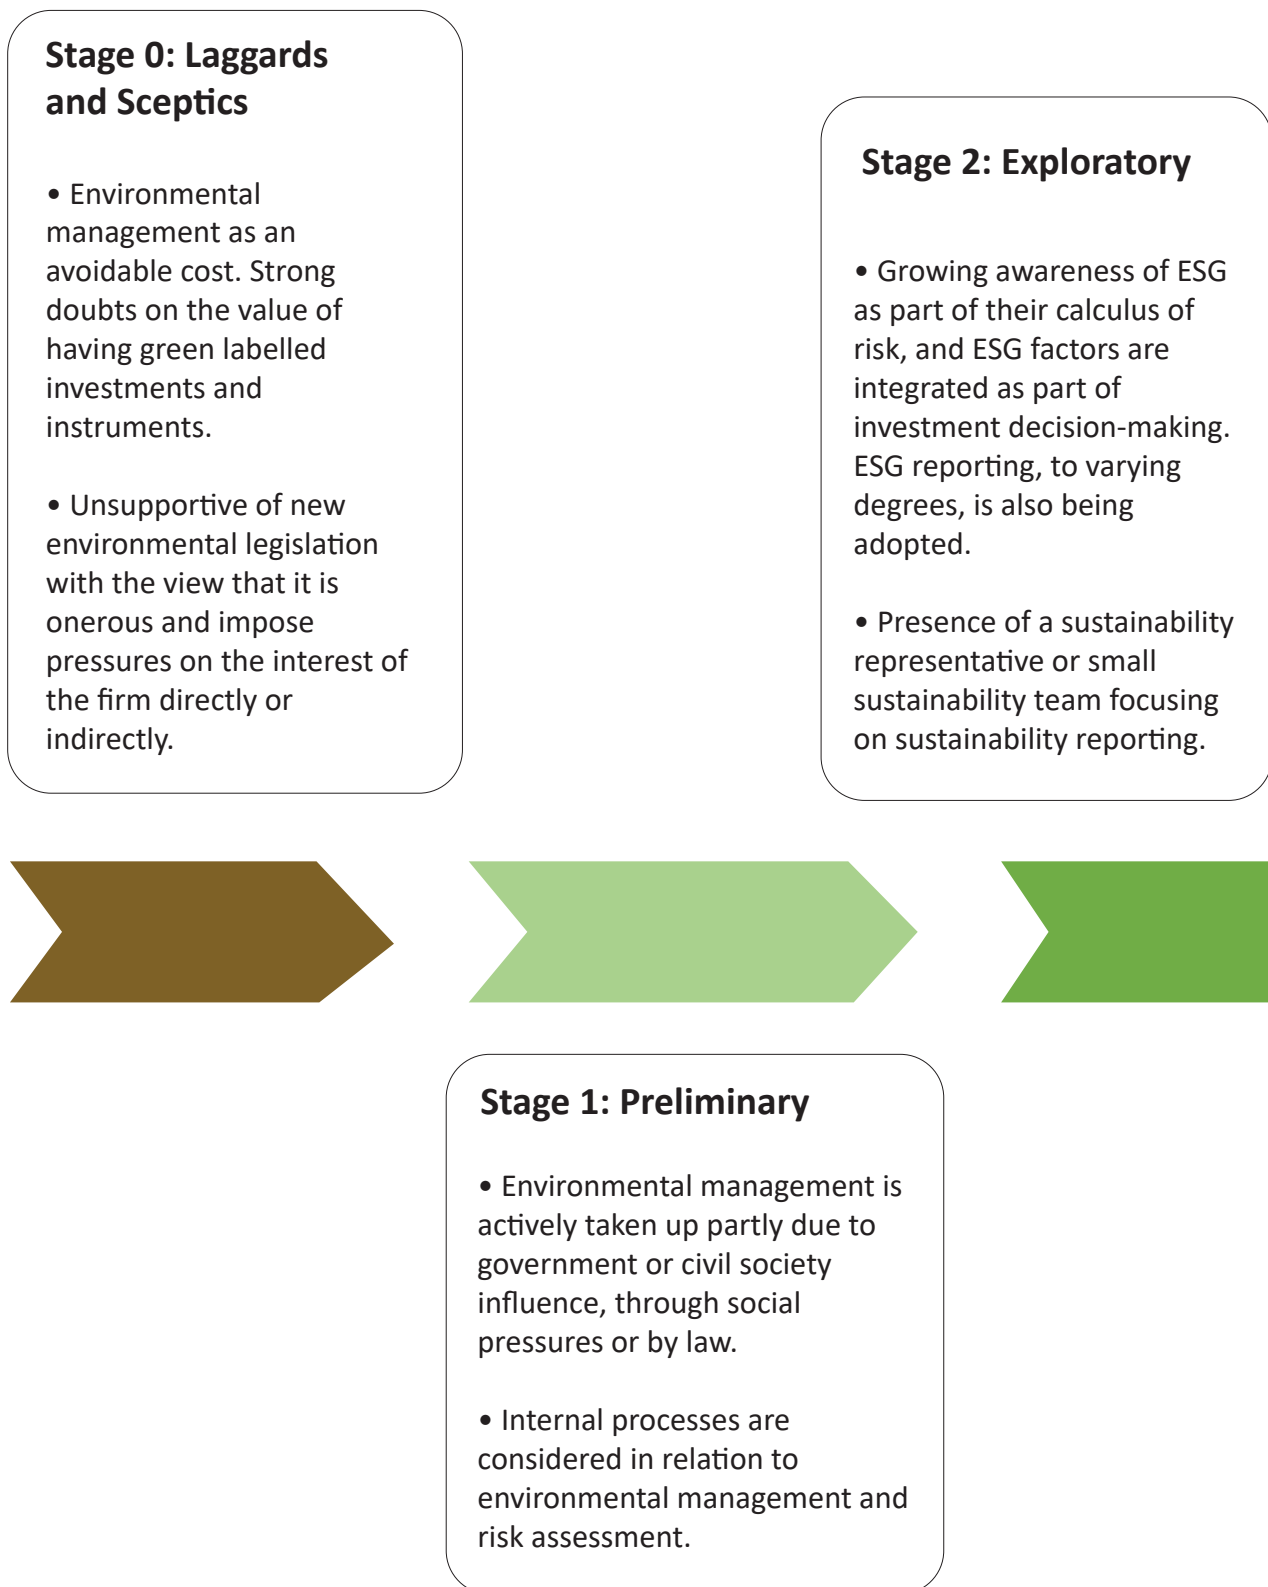 Stage 0: Laggards
and Sceptics
• Environmental
management as an
avoidable cost. Strong
doubts on the value of
having green labelled
investments and
instruments.
• Unsupportive of new
environmental legislation
with the view that it is
onerous and impose
pressures on the interest of
the firm directly or
indirectly.
Stage 2: Exploratory
• Growing awareness of ESG
as part of their calculus of
risk, and ESG factors are
integrated as part of
investment decision-making.
ESG reporting, to varying
degrees, is also being
adopted.
• Presence of a sustainability
representative or small
sustainability team focusing
on sustainability reporting.
Stage 1: Preliminary
• Environmental management is
actively taken up partly due to
government or civil society
influence, through social
pressures or by law.
• Internal processes are
considered in relation to
environmental management and
risk assessment.